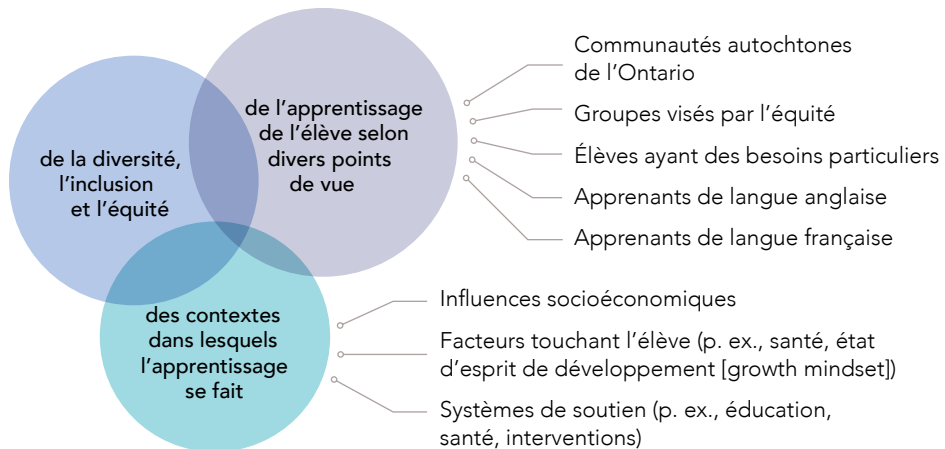 de la diversité,
l'inclusion
et l'équité
de l'apprentissage
de l'élève selon
divers points
de vue
Communautés autochtones
de l'Ontario
Groupes visés par l'équité
Élèves ayant des besoins particuliers
Apprenants de langue anglaise
Apprenants de langue française
des contextes
dans lesquels
l'apprentissage
se fait
Influences socioéconomiques
Facteurs touchant l'élève (p. ex., santé, état
d'esprit de développement [growth mindset])
Systèmes de soutien (p. ex., éducation,
santé, interventions)